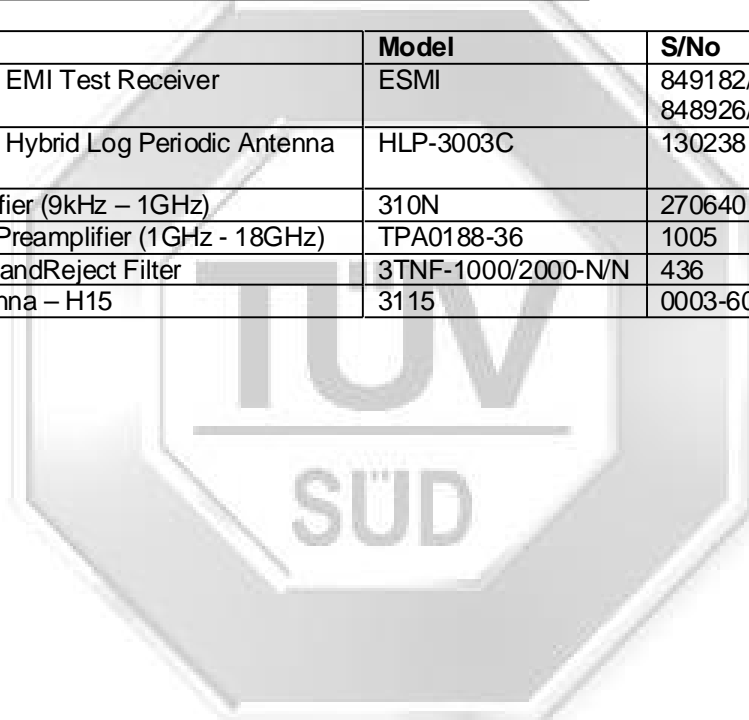 Model S/No
EMI Test Receiver ESMI 849182/
848926/
Hybrid Log Periodic Antenna HLP-3003C 130238
fier (9kHz – 1GHz) 310N 270640
Preamplifier (1GHz - 18GHz) TPA0188-36 1005
andReject Filter 3TNF-1000/2000-N/N 436
nna – H15 3115 0003-60
TÜV
SÜD